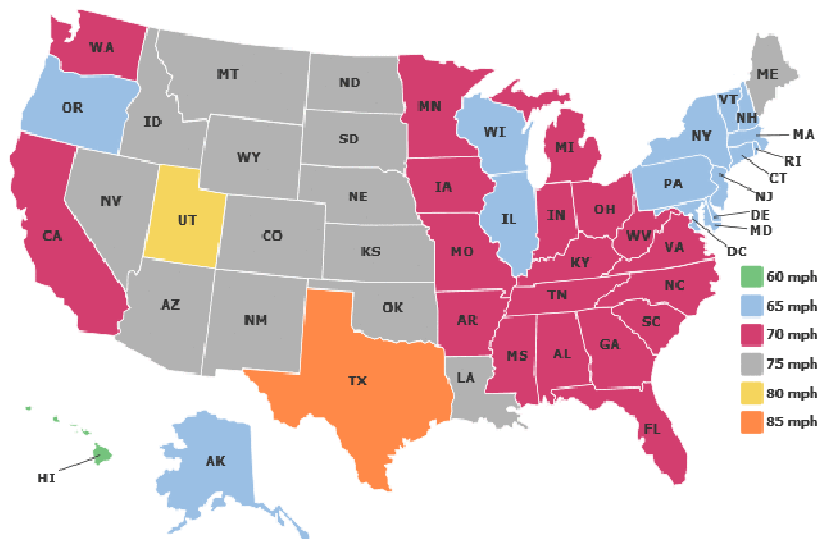 WA
MT
ND
MN
ME
OR
ID
SD
WI
VT
NH
NY
MA
MI
RI
WY
CT
PA
IA
NE
NJ
NV
UT
IL
IN
OH
DE
MD
CA
CO
KS
MO
WV
VA
DC
KY
60 mph
AZ
NM
OK
AR
TN
NC
65 mph
SC
70 mph
MS
AL
GA
75 mph
TX
LA
80 mph
FL
85 mph
AK
HI